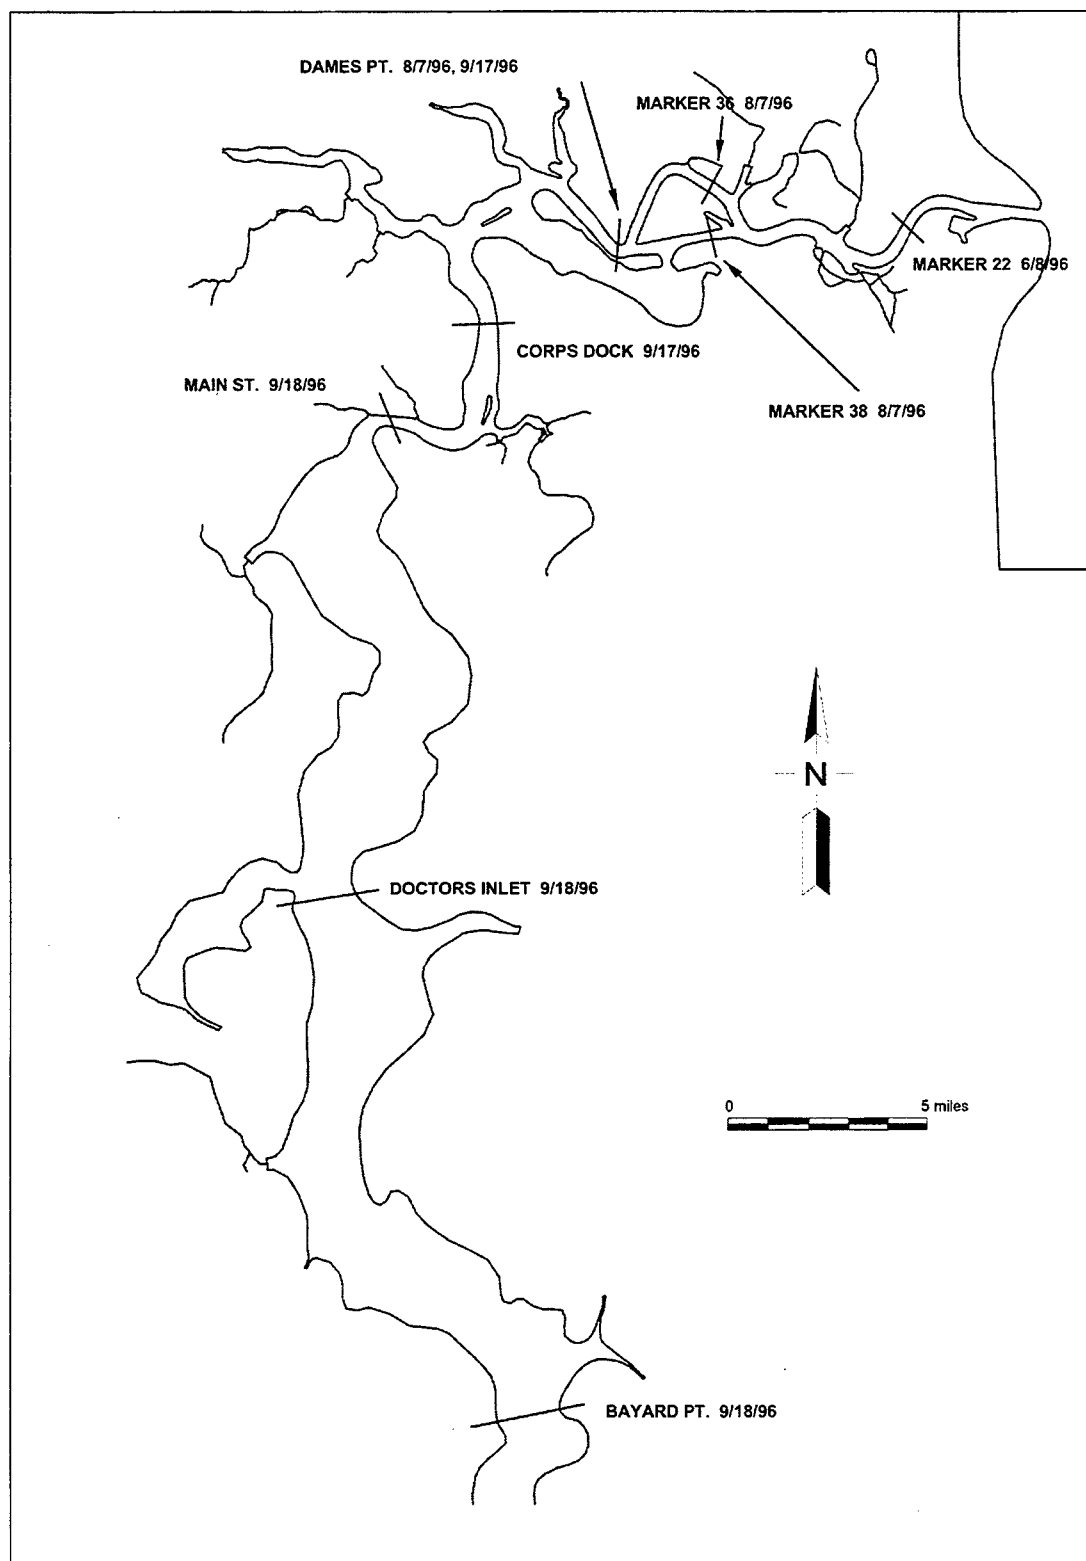 DAMES PT. 8/7/96, 9/17/96
MARKER 36 8/7/96
MARKER 22 6/8/96
CORPS DOCK 9/17/96
MAIN ST. 9/18/96
MARKER 38 8/7/96
N
DOCTORS INLET 9/18/96
0 5 miles
BAYARD PT. 9/18/96